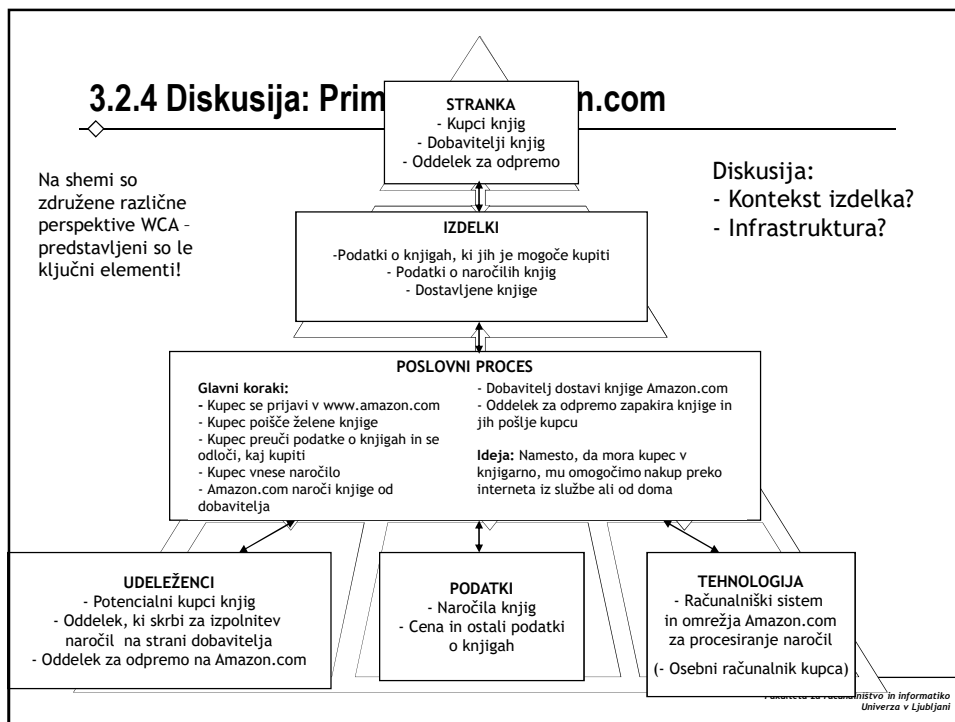 3.2.4 Diskusija: Prim n.com
STRANKA
- Kupci knjig
- Dobavitelji knjig
- Oddelek za odpremo
Na shemi so
združene različne
perspektive WCA –
predstavljeni so le
ključni elementi!
Diskusija:
- Kontekst izdelka?
- Infrastruktura?
IZDELKI
-Podatki o knjigah, ki jih je mogoče kupiti
- Podatki o naročilih knjig
- Dostavljene knjige
POSLOVNI PROCES
Glavni koraki:
- Kupec se prijavi v www.amazon.com
- Kupec poišče želene knjige
- Kupec preuči podatke o knjigah in se
odloči, kaj kupiti
- Kupec vnese naročilo
- Amazon.com naroči knjige od
dobavitelja
- Dobavitelj dostavi knjige Amazon.com
- Oddelek za odpremo zapakira knjige in
jih pošlje kupcu
Ideja: Namesto, da mora kupec v
knjigarno, mu omogočimo nakup preko
interneta iz službe ali od doma
UDELEŽENCI
- Potencialni kupci knjig
- Oddelek, ki skrbi za izpolnitev
naročil na strani dobavitelja
- Oddelek za odpremo na Amazon.com
PODATKI
- Naročila knjig
- Cena in ostali podatki
o knjigah
TEHNOLOGIJA
- Računalniški sistem
in omrežja Amazon.com
za procesiranje naročil
(- Osebni računalnik kupca)
Fakulteta za računalništvo in informatiko
Univerza v Ljubljani